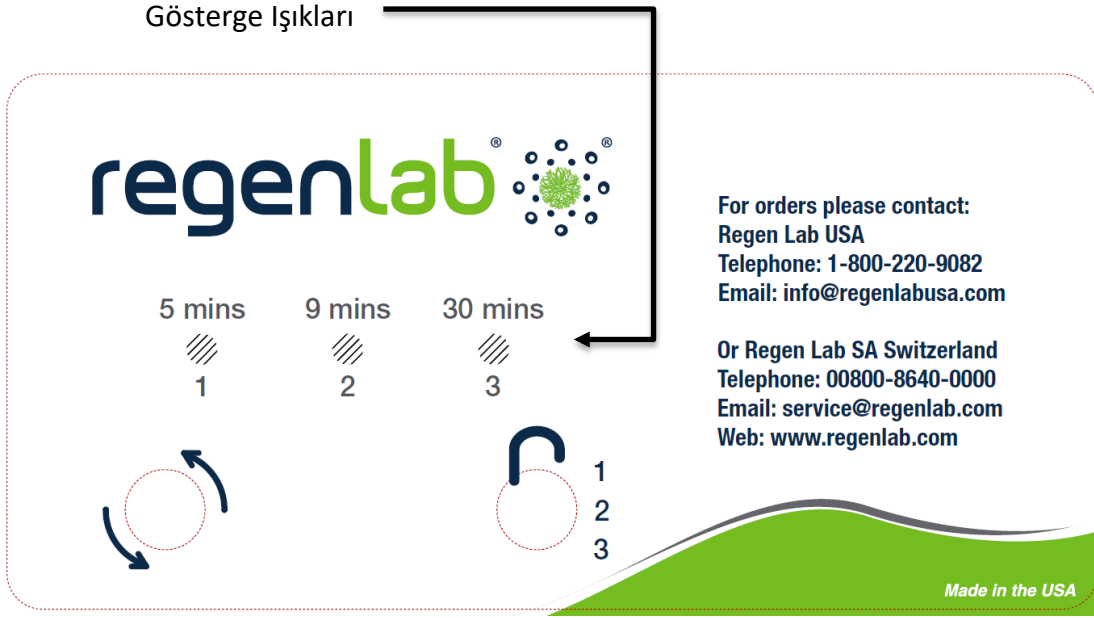 Gösterge Işıkları
regenlab® ®
5 mins 9 mins 30 mins
1 2 3
1
2
3
For orders please contact:
Regen Lab USA
Telephone: 1-800-220-9082
Email: info@regenlabusa.com
Or Regen Lab SA Switzerland
Telephone: 00800-8640-0000
Email: service@regenlab.com
Web: www.regenlab.com
Made in the USA